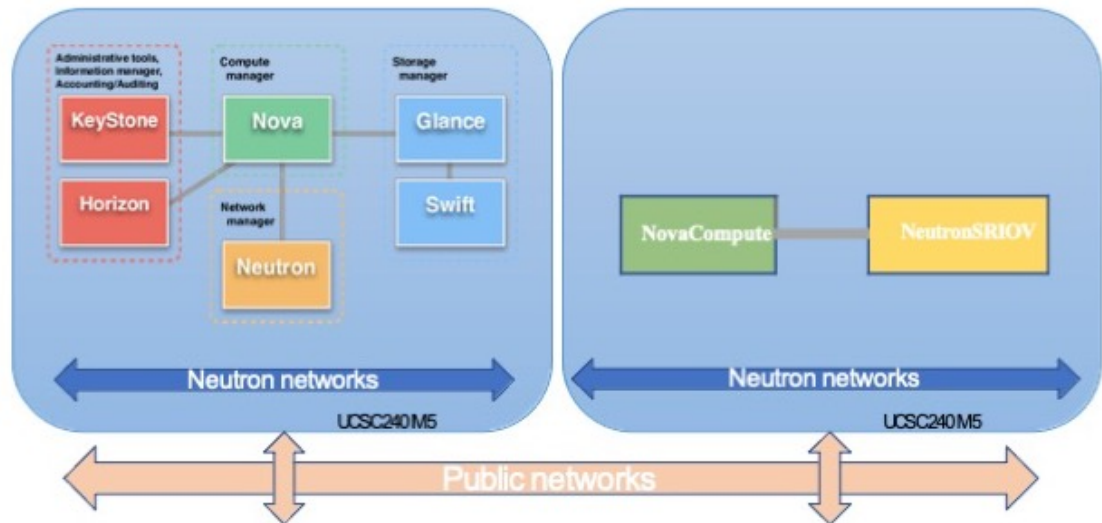 Administrative tools,
Information manager,
Accounting/Auditing
KeyStone
Horizon
Compute
manager
Nova
Network
manager
Neutron
Storage
manager
Glance
Swift
Neutron networks
UCSC240 M5
NovaCompute
NeutronSRIOV
Neutron networks
UCSC240 M5
Public networks